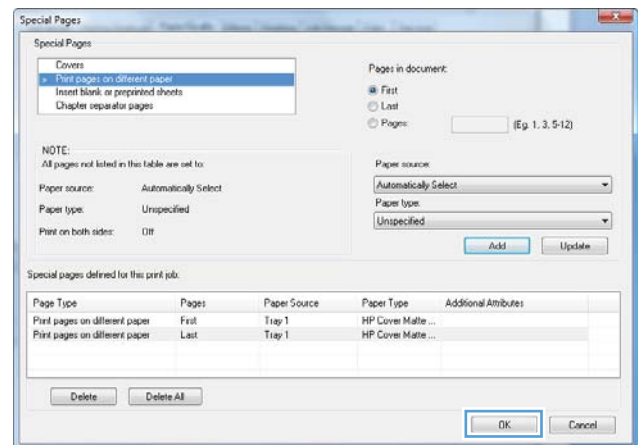 Special Pages
Special Pages
Covers
Print pages on different paper
Insert blank or preprinted sheets
Chapter separator pages
Pages in document:
First
Last
Pages:
(Eg. 1, 3, 5-12)
NOTE:
All pages not listed in this table are set to:
Paper source: Automatically Select
Paper type: Unspecified
Print on both sides: Off
Paper source:
Automatically Select
Paper type:
Unspecified
Add Update
Special pages defined for this print job:
Page Type Pages Paper Source Paper Type Additional Attributes
Print pages on different paper First Tray 1 HP Cover Matte ...
Print pages on different paper Last Tray 1 HP Cover Matte ...
Delete Delete All
OK Cancel